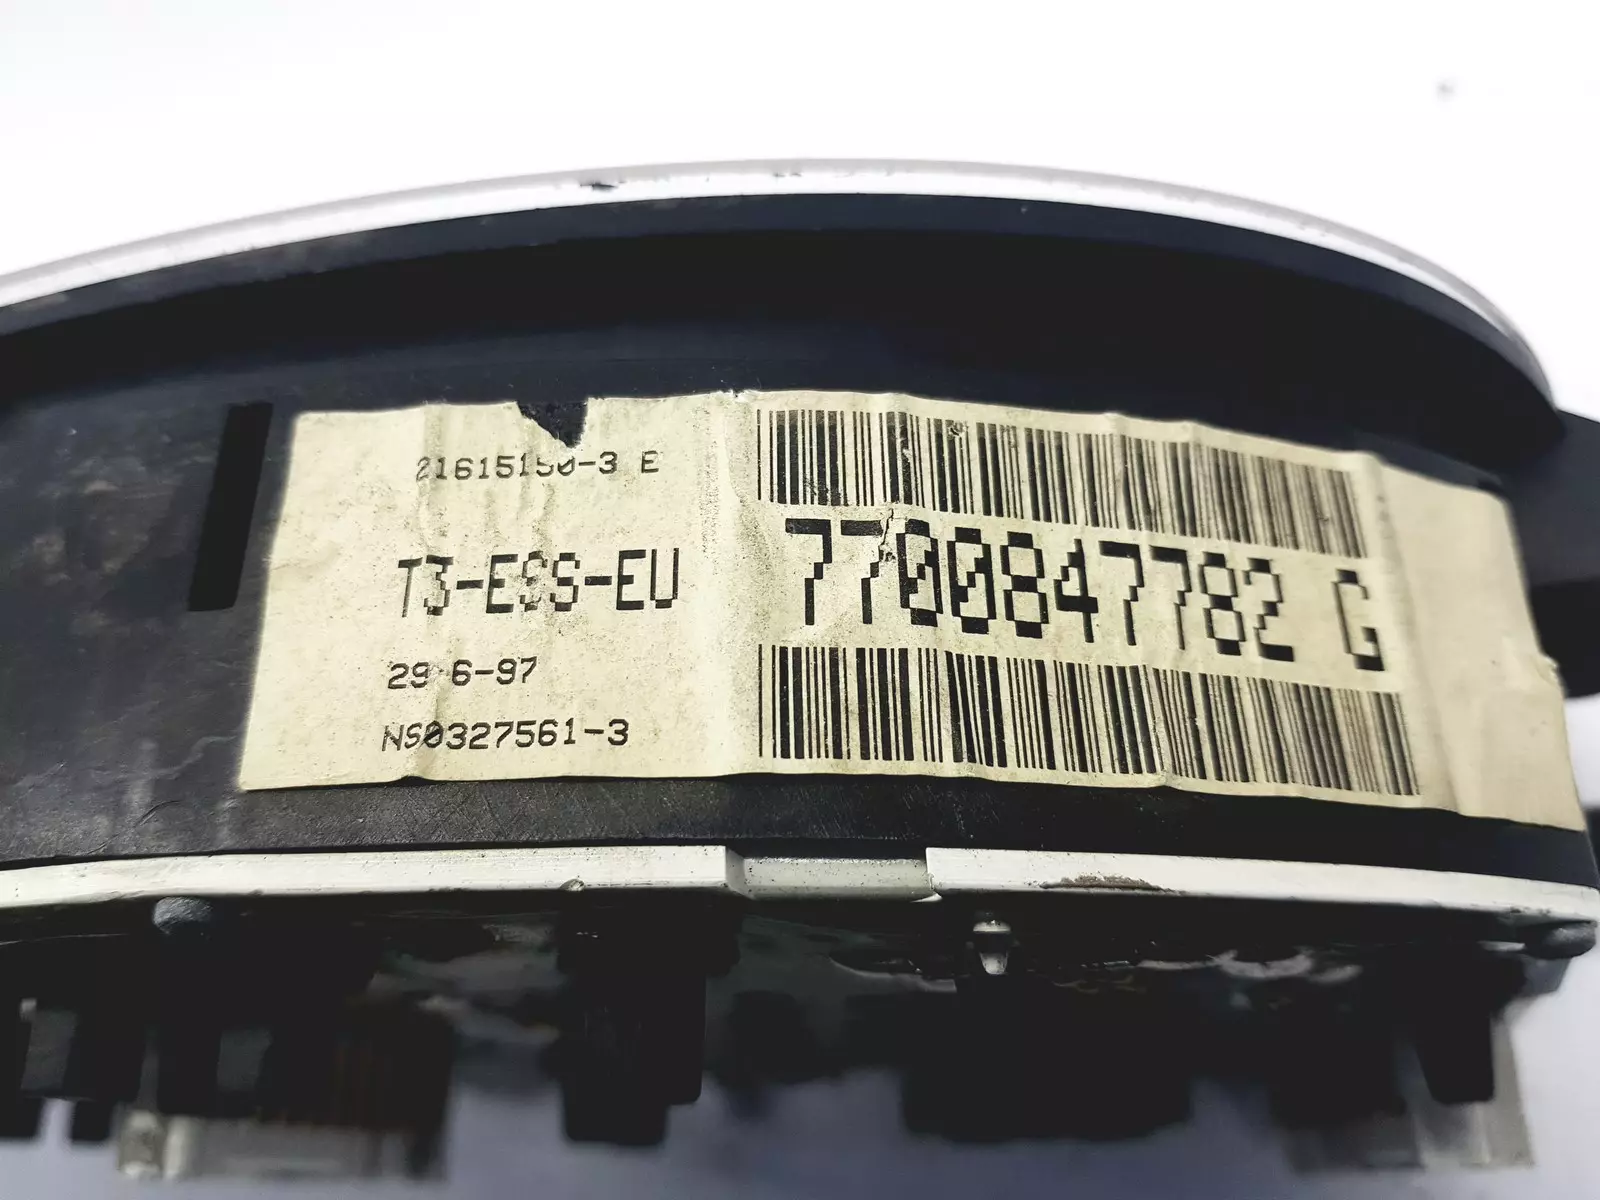 21615150-3 E
T3-ESS-EU
29-6-97
NS0327561-3
7700847782 G